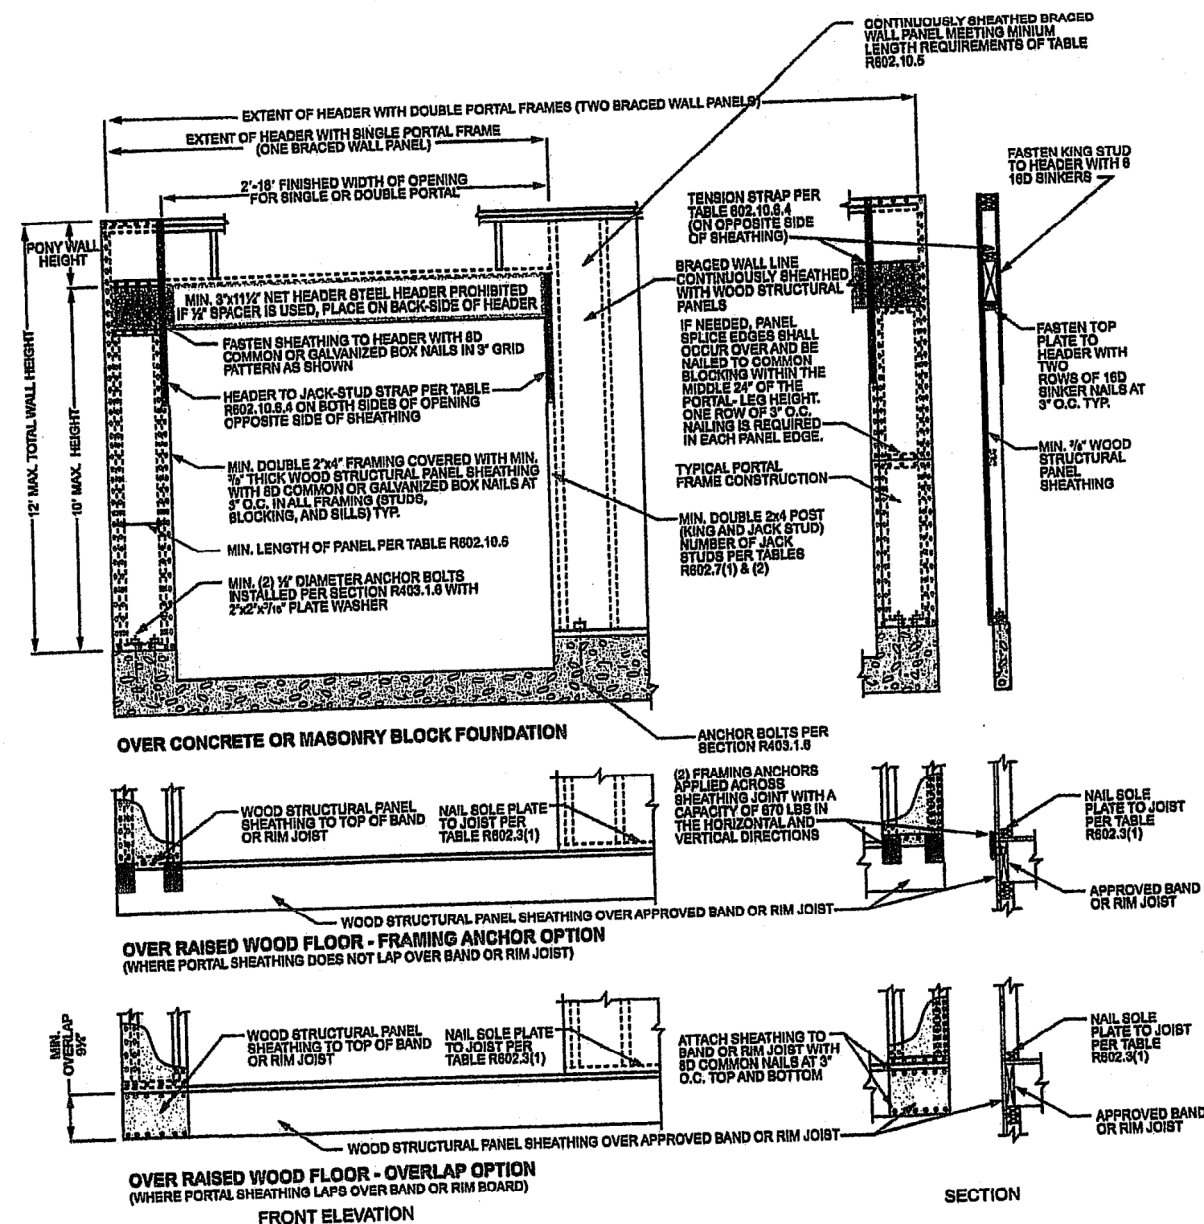 CONTINUOUSLY SHEATHED BRACED
WALL PANEL MEETING MINIUM
LENGTH REQUIREMENTS OF TABLE
R602.10.5
EXTENT OF HEADER WITH DOUBLE PORTAL FRAMES (TWO BRACED WALL PANELS)
EXTENT OF HEADER WITH SINGLE PORTAL FRAME
(ONE BRACED WALL PANEL)
2'-18' FINISHED WIDTH OF OPENING
FOR SINGLE OR DOUBLE PORTAL
FASTEN KING STUD
TO HEADER WITH 6
16D SINKERS
TENSION STRAP PER
TABLE 602.10.6.4
(ON OPPOSITE SIDE
OF SHEATHING)
PONY WALL
HEIGHT
12' MAX. TOTAL WALL HEIGHT
10' MAX. HEIGHT
MIN. 3"x11¼" NET HEADER STEEL HEADER PROHIBITED
IF ½" SPACER IS USED, PLACE ON BACK-SIDE OF HEADER
BRACED WALL LINE
CONTINUOUSLY SHEATHED
WITH WOOD STRUCTURAL
PANELS
FASTEN SHEATHING TO HEADER WITH 8D
COMMON OR GALVANIZED BOX NAILS IN 3" GRID
PATTERN AS SHOWN
IF NEEDED, PANEL
SPLICE EDGES SHALL
OCCUR OVER AND BE
NAILED TO COMMON
BLOCKING WITHIN THE
MIDDLE 24" OF THE
PORTAL- LEG HEIGHT.
ONE ROW OF 3" O.C.
NAILING IS REQUIRED
IN EACH PANEL EDGE.
FASTEN TOP
PLATE TO
HEADER WITH
TWO
ROWS OF 16D
SINKER NAILS AT
3" O.C. TYP.
HEADER TO JACK-STUD STRAP PER TABLE
R602.10.6.4 ON BOTH SIDES OF OPENING
OPPOSITE SIDE OF SHEATHING
MIN. DOUBLE 2"x4" FRAMING COVERED WITH MIN.
⅜" THICK WOOD STRUCTURAL PANEL SHEATHING
WITH 8D COMMON OR GALVANIZED BOX NAILS AT
3" O.C. IN ALL FRAMING (STUDS,
BLOCKING, AND SILLS) TYP.
MIN. ⅜" WOOD
STRUCTURAL
PANEL
SHEATHING
TYPICAL PORTAL
FRAME CONSTRUCTION
MIN. LENGTH OF PANEL PER TABLE R602.10.6
MIN. DOUBLE 2x4 POST
(KING AND JACK STUD)
NUMBER OF JACK
STUDS PER TABLES
R602.7(1) & (2)
MIN. (2) ½" DIAMETER ANCHOR BOLTS
INSTALLED PER SECTION R403.1.6 WITH
2"x2"x³/₁₆" PLATE WASHER
OVER CONCRETE OR MASONRY BLOCK FOUNDATION
ANCHOR BOLTS PER
SECTION R403.1.6
WOOD STRUCTURAL PANEL
SHEATHING TO TOP OF BAND
OR RIM JOIST
NAIL SOLE PLATE
TO JOIST PER
TABLE R602.3(1)
(2) FRAMING ANCHORS
APPLIED ACROSS
SHEATHING JOINT WITH A
CAPACITY OF 670 LBS IN
THE HORIZONTAL AND
VERTICAL DIRECTIONS
NAIL SOLE
PLATE TO JOIST
PER TABLE
R602.3(1)
APPROVED BAND
OR RIM JOIST
WOOD STRUCTURAL PANEL SHEATHING OVER APPROVED BAND OR RIM JOIST
OVER RAISED WOOD FLOOR - FRAMING ANCHOR OPTION
(WHERE PORTAL SHEATHING DOES NOT LAP OVER BAND OR RIM JOIST)
MIN.
OVERLAP
9¼"
WOOD STRUCTURAL PANEL
SHEATHING TO TOP OF BAND
OR RIM JOIST
NAIL SOLE PLATE
TO JOIST PER
TABLE R602.3(1)
ATTACH SHEATHING TO
BAND OR RIM JOIST WITH
8D COMMON NAILS AT 3"
O.C. TOP AND BOTTOM
NAIL SOLE
PLATE TO JOIST
PER TABLE
R602.3(1)
APPROVED BAND
OR RIM JOIST
WOOD STRUCTURAL PANEL SHEATHING OVER APPROVED BAND OR RIM JOIST
OVER RAISED WOOD FLOOR - OVERLAP OPTION
(WHERE PORTAL SHEATHING LAPS OVER BAND OR RIM BOARD)
FRONT ELEVATION
SECTION